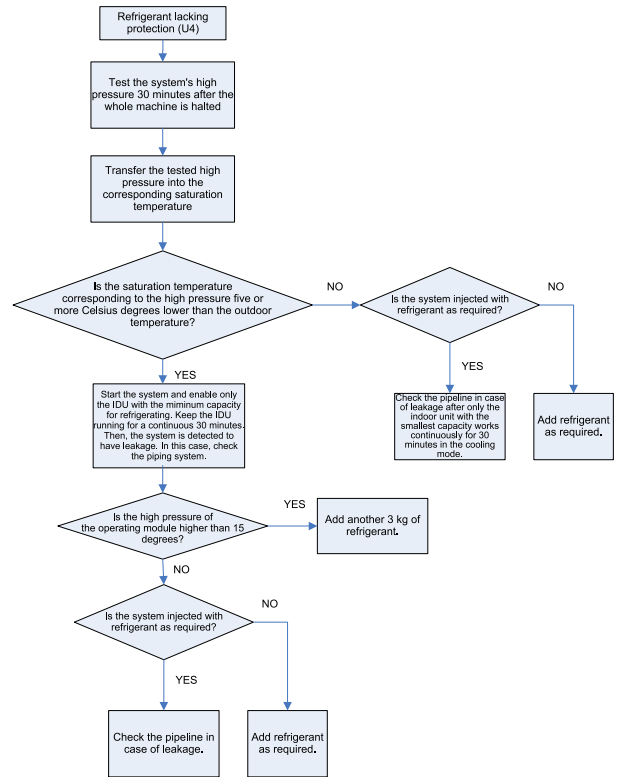 Refrigerant lacking
protection (U4)
Test the system's high
pressure 30 minutes after the
whole machine is halted
Transfer the tested high
pressure into the
corresponding saturation
temperature
Is the saturation temperature
corresponding to the high pressure five or
more Celsius degrees lower than the outdoor
temperature?
NO
Is the system injected with
refrigerant as required?
NO
YES
YES
Start the system and enable only
the IDU with the miminum capacity
for refrigerating. Keep the IDU
running for a continuous 30 minutes.
Then, the system is detected to
have leakage. In this case, check
the piping system.
Check the pipeline in case
of leakage after only the
indoor unit with the
smallest capacity works
continuously for 30
minutes in the cooling
mode.
Add refrigerant
as required.
Is the high pressure of
the operating module higher than 15
degrees?
YES
Add another 3 kg of
refrigerant.
NO
Is the system injected with
refrigerant as required?
NO
YES
Check the pipeline in
case of leakage.
Add refrigerant
as required.